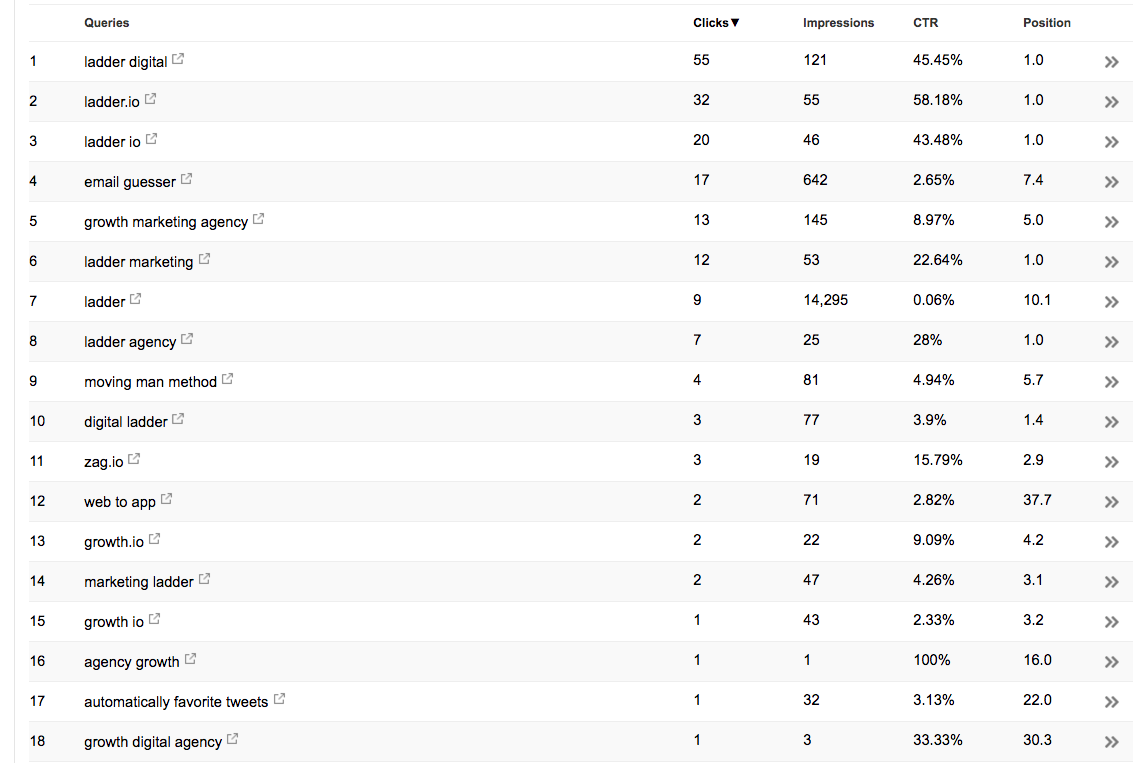 Queries Clicks▼ Impressions CTR Position
1 ladder digital 55 121 45.45% 1.0 »
2 ladder.io 32 55 58.18% 1.0 »
3 ladder io 20 46 43.48% 1.0 »
4 email guesser 17 642 2.65% 7.4 »
5 growth marketing agency 13 145 8.97% 5.0 »
6 ladder marketing 12 53 22.64% 1.0 »
7 ladder 9 14,295 0.06% 10.1 »
8 ladder agency 7 25 28% 1.0 »
9 moving man method 4 81 4.94% 5.7 »
10 digital ladder 3 77 3.9% 1.4 »
11 zag.io 3 19 15.79% 2.9 »
12 web to app 2 71 2.82% 37.7 »
13 growth.io 2 22 9.09% 4.2 »
14 marketing ladder 2 47 4.26% 3.1 »
15 growth io 1 43 2.33% 3.2 »
16 agency growth 1 1 100% 16.0 »
17 automatically favorite tweets 1 32 3.13% 22.0 »
18 growth digital agency 1 3 33.33% 30.3 »